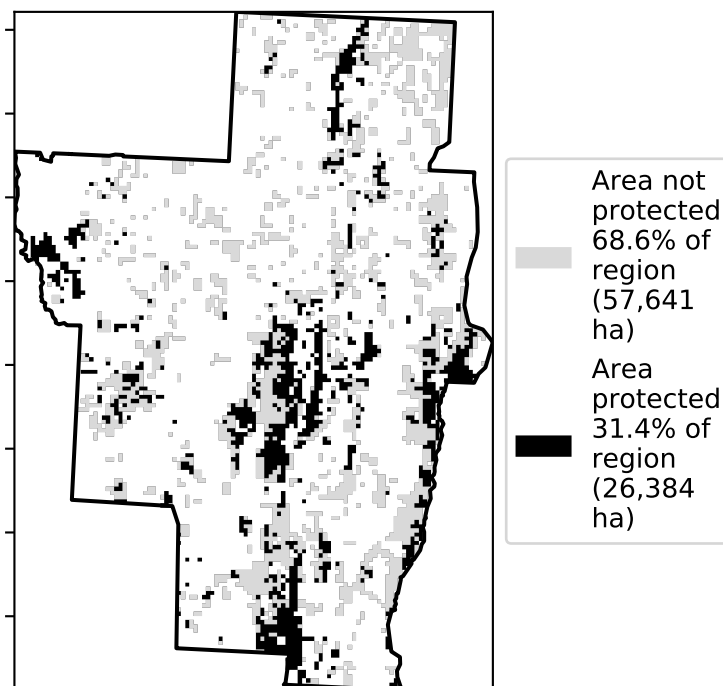 Area not
protected
68.6% of
region
(57,641
ha)
Area
protected
31.4% of
region
(26,384
ha)